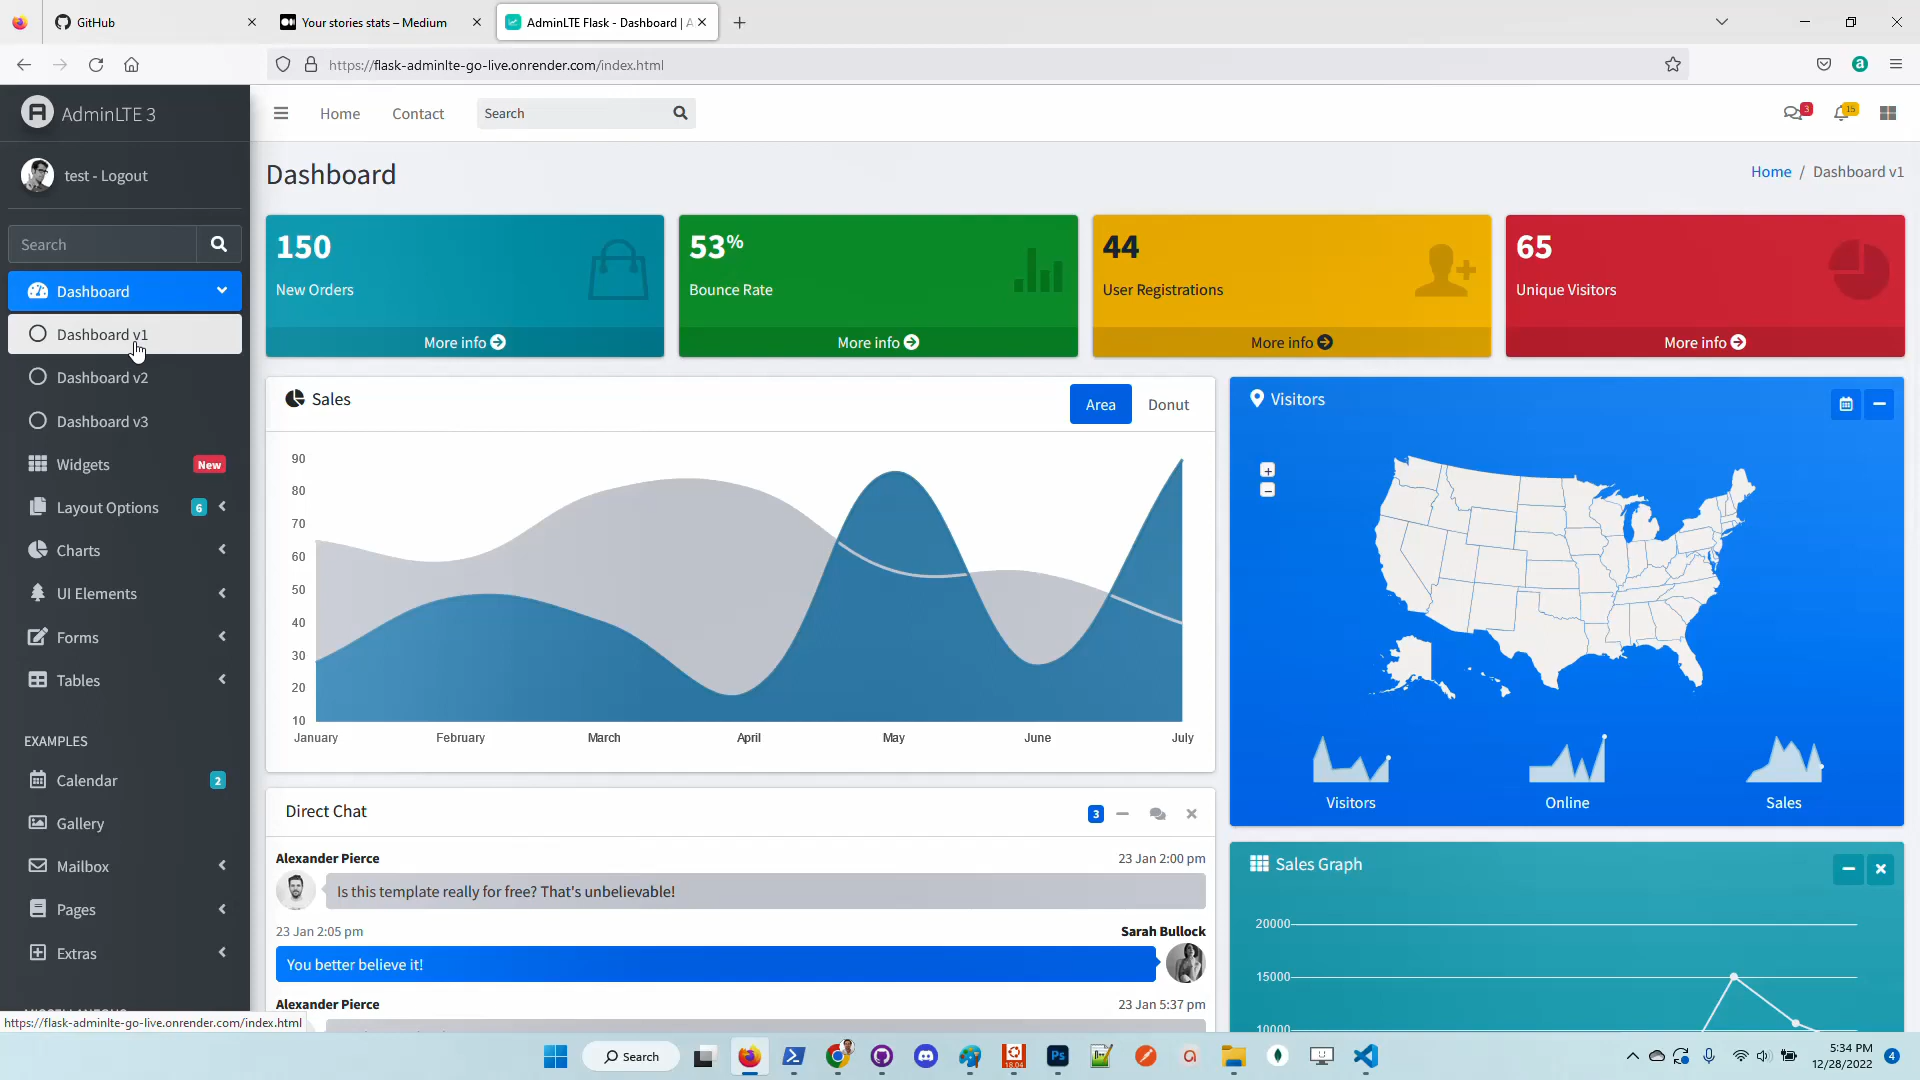 GitHub
Your stories stats – Medium
AdminLTE Flask - Dashboard | A
https://flask-adminlte-go-live.onrender.com/index.html
AdminLTE 3
test - Logout
Search
Dashboard
Dashboard v1
Dashboard v2
Dashboard v3
Widgets New
Layout Options 6
Charts
UI Elements
Forms
Tables
EXAMPLES
Calendar 2
Gallery
Mailbox
Pages
Extras
https://flask-adminlte-go-live.onrender.com/index.html
Home Contact Search
3 15
Dashboard
Home / Dashboard v1
150
New Orders
More info
53%
Bounce Rate
More info
44
User Registrations
More info
65
Unique Visitors
More info
Sales
Area Donut
90
80
70
60
50
40
30
20
10
January February March April May June July
Visitors
+
−
Visitors Online Sales
Direct Chat
3
Alexander Pierce 23 Jan 2:00 pm
Is this template really for free? That's unbelievable!
23 Jan 2:05 pm Sarah Bullock
You better believe it!
Alexander Pierce 23 Jan 5:37 pm
Sales Graph
20000
15000
10000
Search
Ps
18.04
5:34 PM
12/28/2022
4